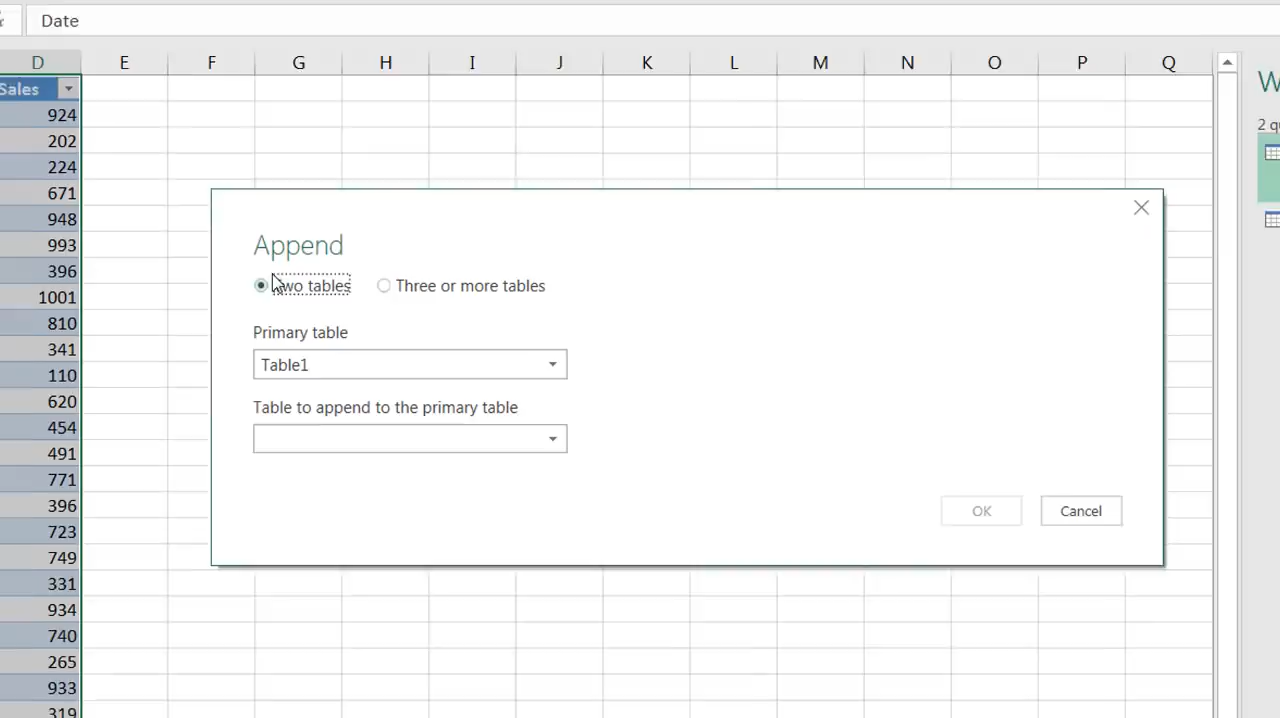 Date
D E F G H I J K L M N O P Q
Sales
924
202
224
671
948
993
396
1001
810
341
110
620
454
491
771
396
723
749
331
934
740
265
933
319
Append
Two tables Three or more tables
Primary table
Table1
Table to append to the primary table
OK Cancel
W
2 q